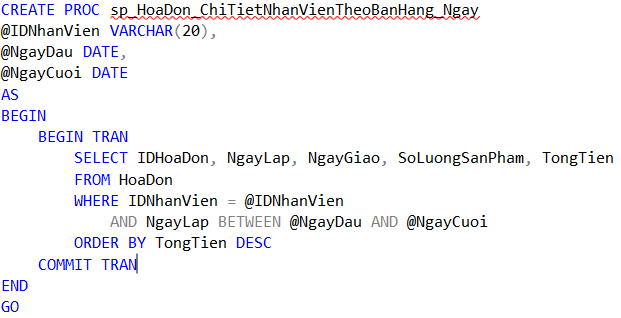 CREATE PROC sp_HoaDon_ChiTietNhanVienTheoBanHang_Ngay
@IDNhanVien VARCHAR(20),
@NgayDau DATE,
@NgayCuoi DATE
AS
BEGIN
BEGIN TRAN
SELECT IDHoaDon, NgayLap, NgayGiao, SoLuongSanPham, TongTien
FROM HoaDon
WHERE IDNhanVien = @IDNhanVien
AND NgayLap BETWEEN @NgayDau AND @NgayCuoi
ORDER BY TongTien DESC
COMMIT TRAN
END
GO